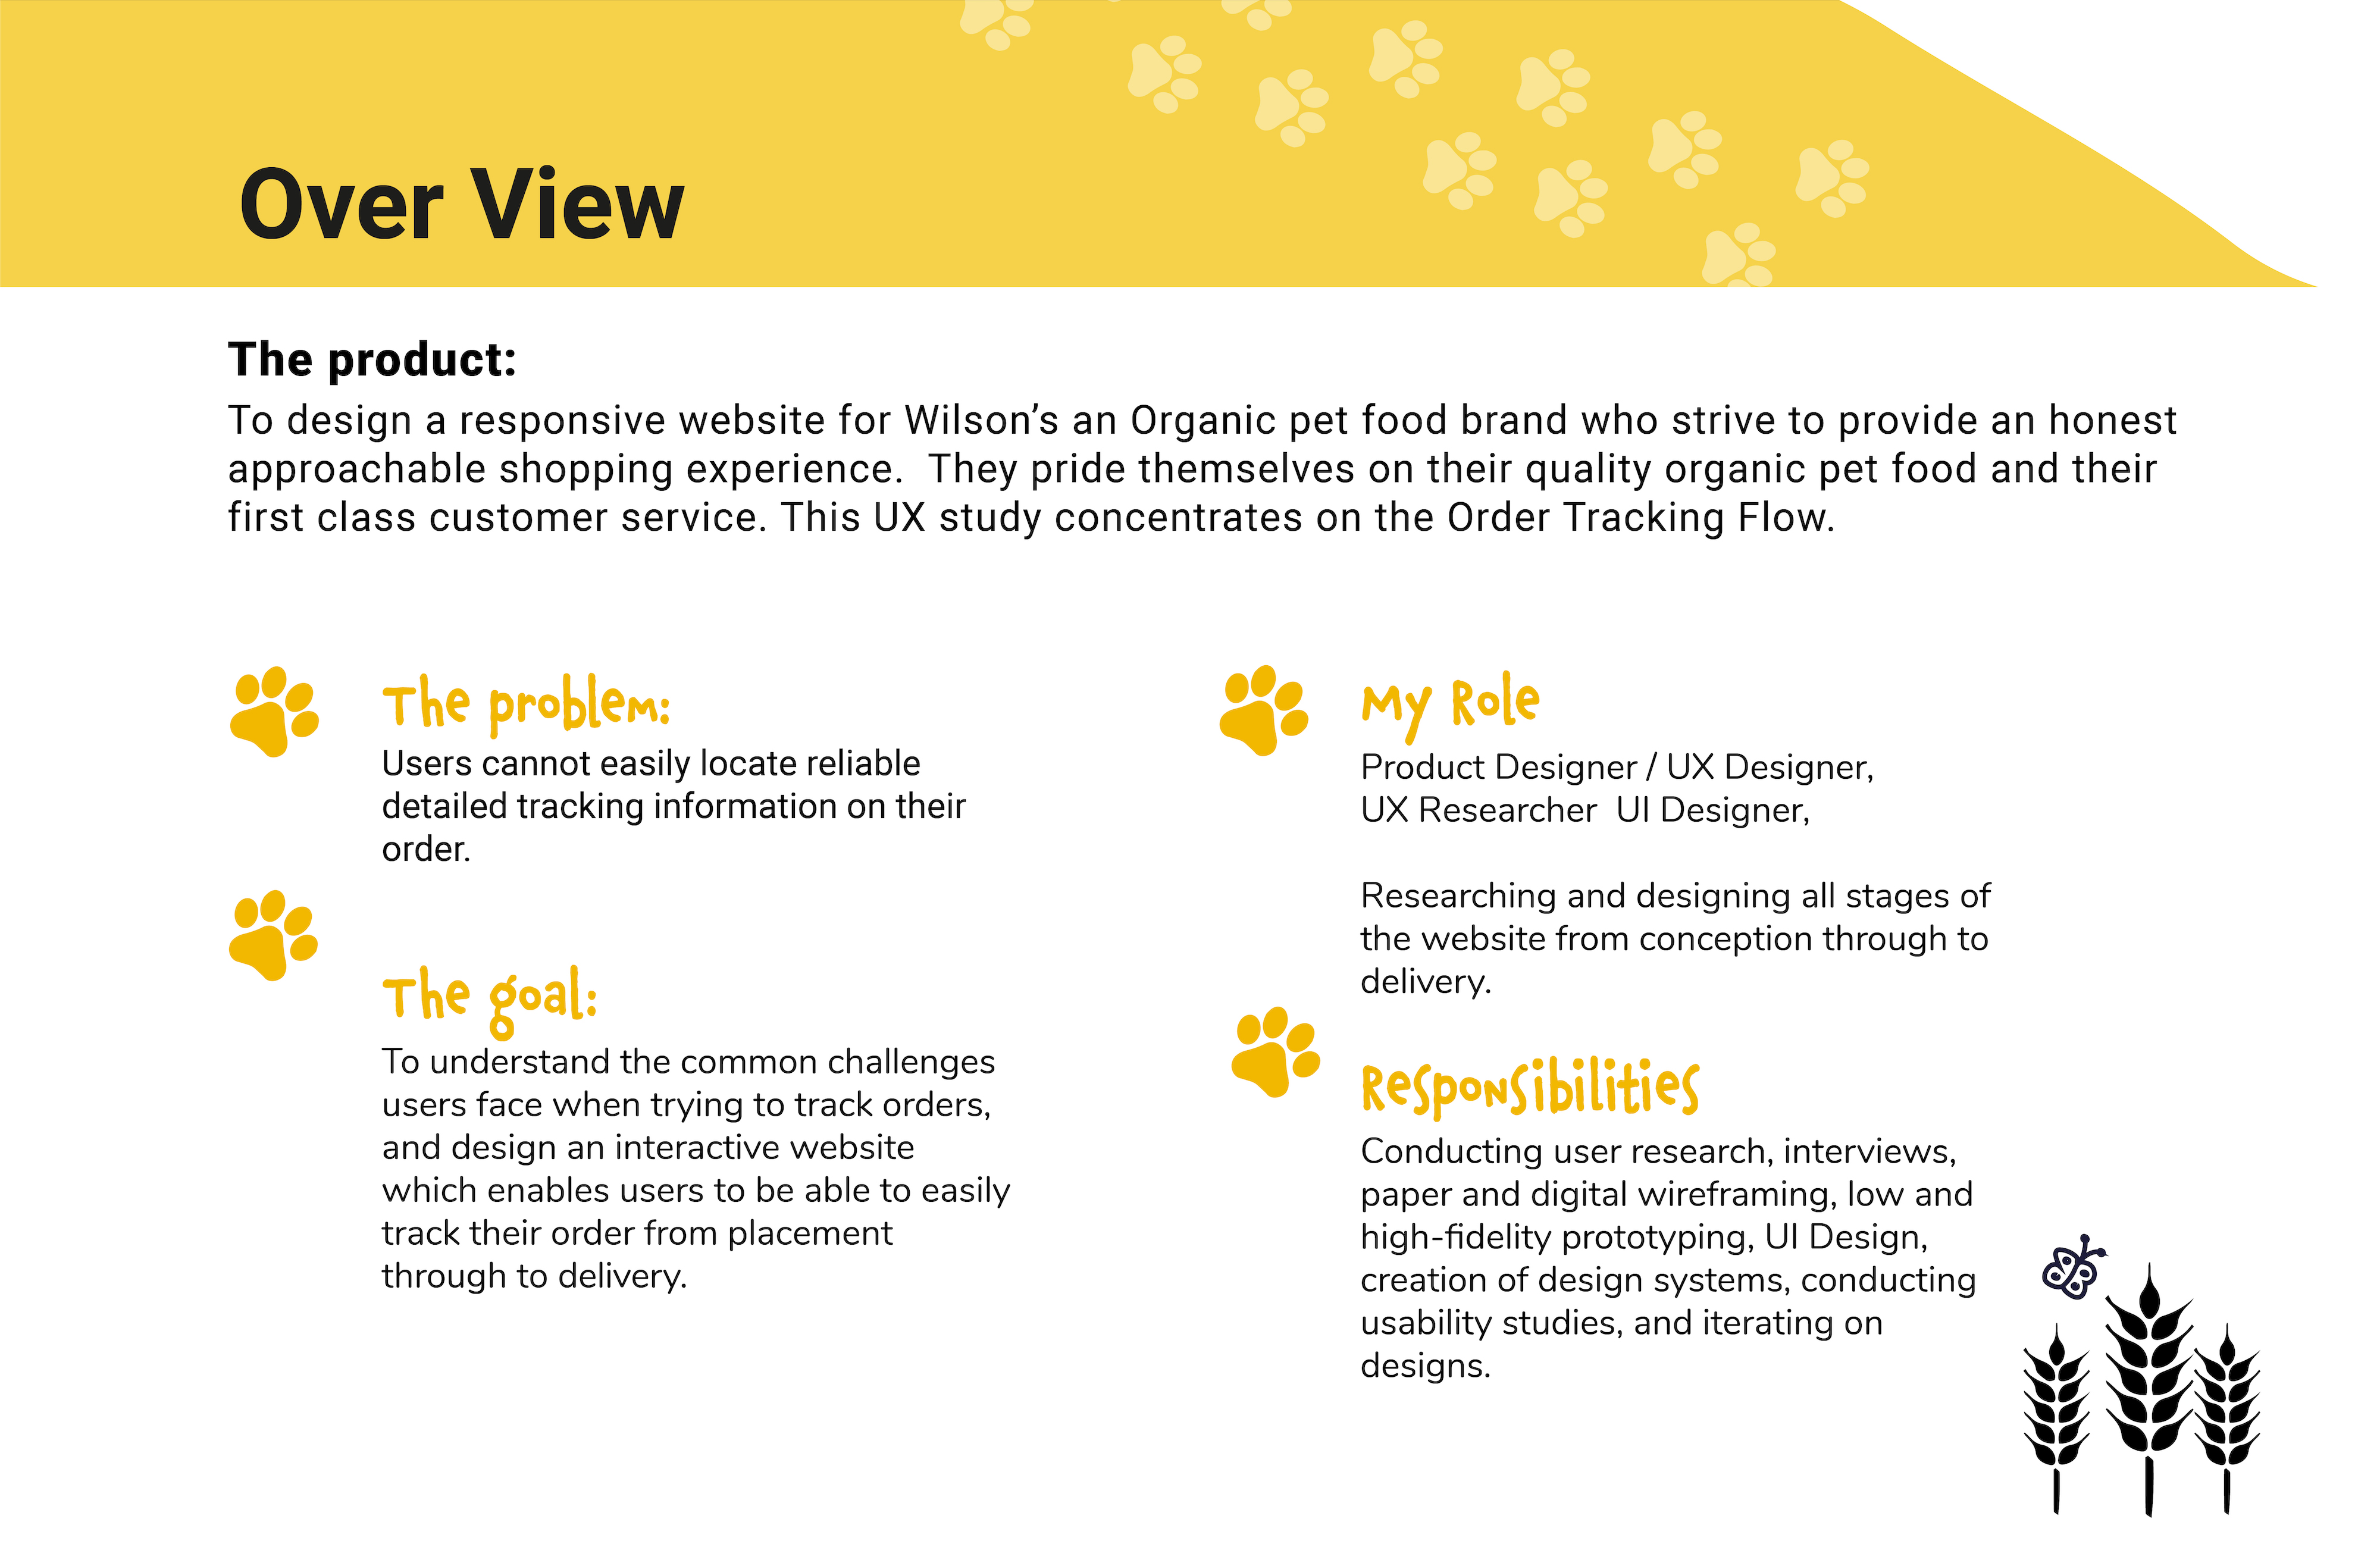 Over View
The product:
To design a responsive website for Wilson’s an Organic pet food brand who strive to provide an honest
approachable shopping experience.  They pride themselves on their quality organic pet food and their
first class customer service. This UX study concentrates on the Order Tracking Flow.
The problem:
Users cannot easily locate reliable
detailed tracking information on their
order.
The goal:
To understand the common challenges
users face when trying to track orders,
and design an interactive website
which enables users to be able to easily
track their order from placement
through to delivery.
My Role
Product Designer / UX Designer,
UX Researcher  UI Designer,
Researching and designing all stages of
the website from conception through to
delivery.
Responsibilities
Conducting user research, interviews,
paper and digital wireframing, low and
high-fidelity prototyping, UI Design,
creation of design systems, conducting
usability studies, and iterating on
designs.